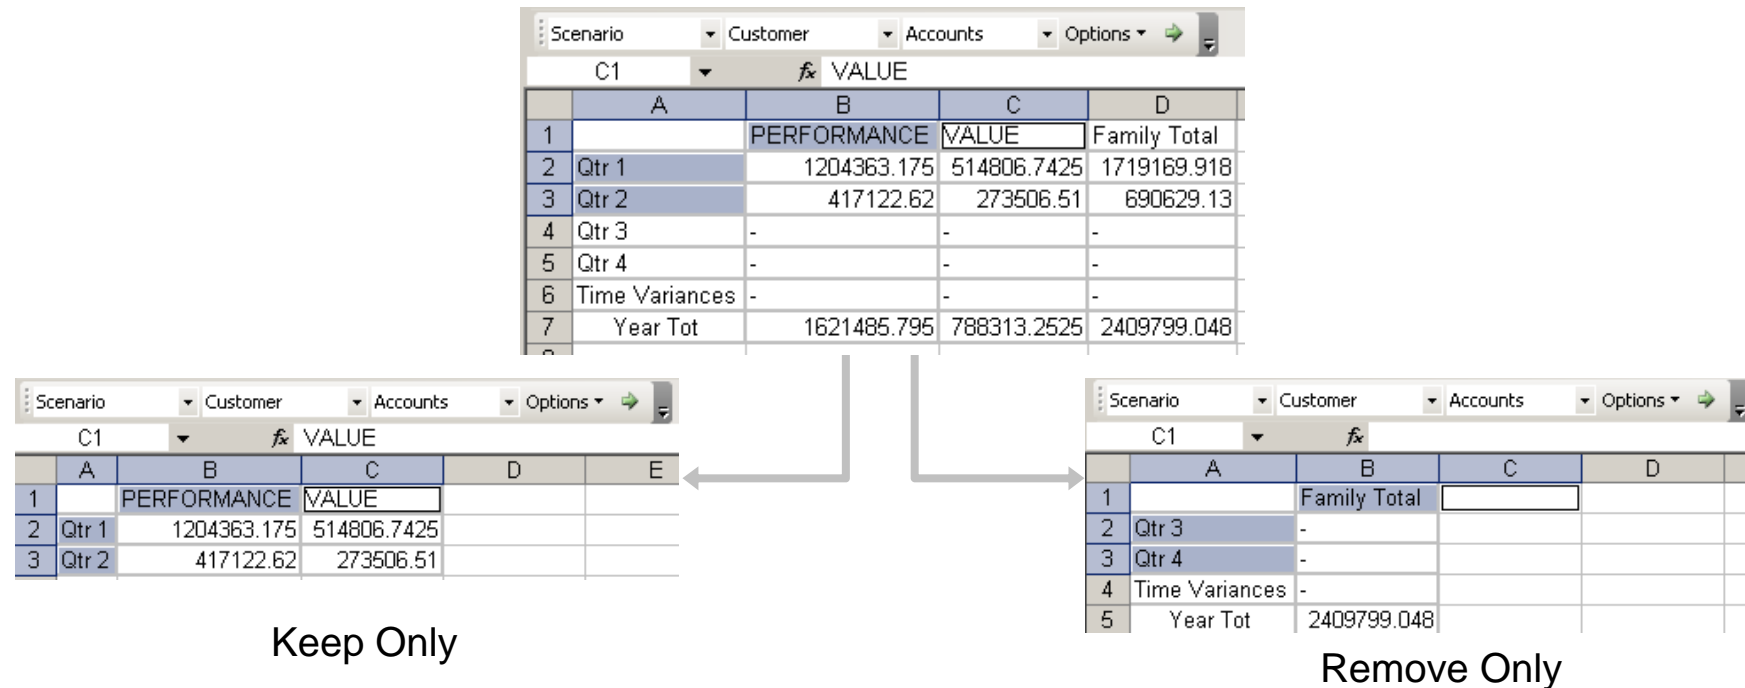 Scenario Customer Accounts Options
C1 fx VALUE
A B C D
1 PERFORMANCE VALUE Family Total
2 Qtr 1 1204363.175 514806.7425 1719169.918
3 Qtr 2 417122.62 273506.51 690629.13
4 Qtr 3 - - -
5 Qtr 4 - - -
6 Time Variances - - -
7 Year Tot 1621485.795 788313.2525 2409799.048
Scenario Customer Accounts Options
C1 fx VALUE
A B C D E
1 PERFORMANCE VALUE
2 Qtr 1 1204363.175 514806.7425
3 Qtr 2 417122.62 273506.51
Keep Only
Scenario Customer Accounts Options
C1 fx
A B C D
1 Family Total
2 Qtr 3 -
3 Qtr 4 -
4 Time Variances -
5 Year Tot 2409799.048
Remove Only